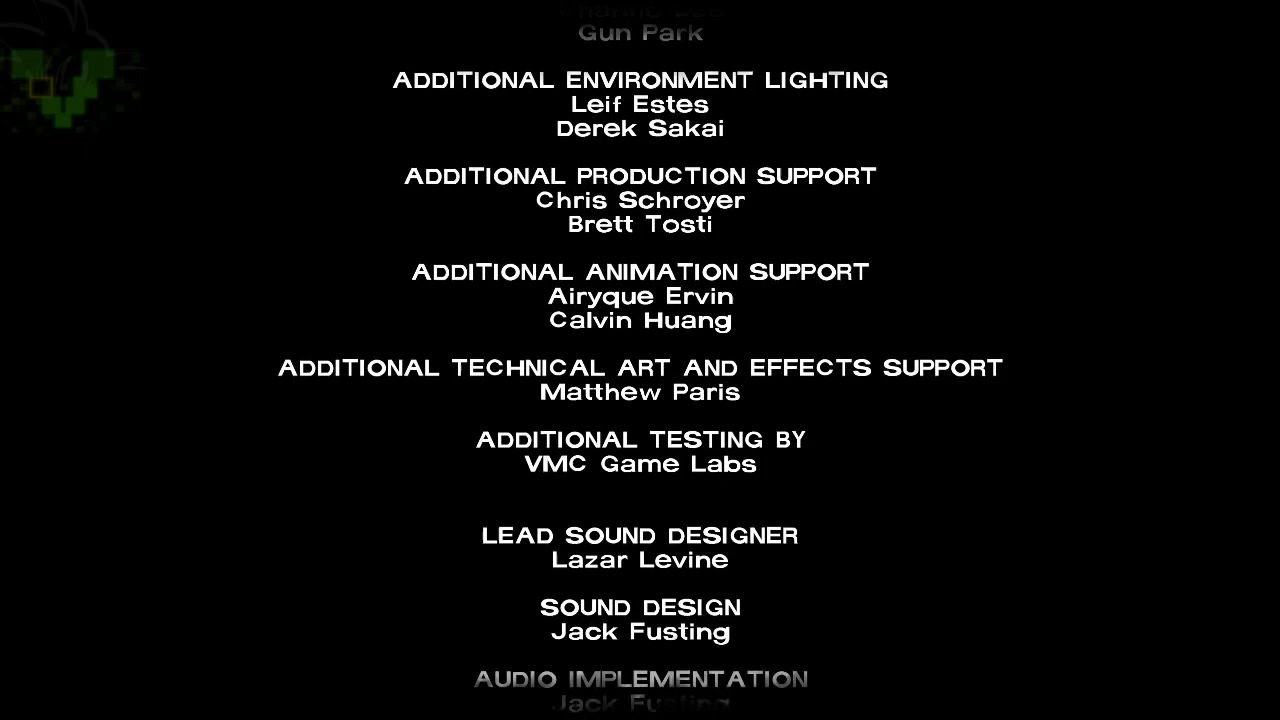 Gun Park
ADDITIONAL ENVIRONMENT LIGHTING
Leif Estes
Derek Sakai
ADDITIONAL PRODUCTION SUPPORT
Chris Schroyer
Brett Tosti
ADDITIONAL ANIMATION SUPPORT
Airyque Ervin
Calvin Huang
ADDITIONAL TECHNICAL ART AND EFFECTS SUPPORT
Matthew Paris
ADDITIONAL TESTING BY
VMC Game Labs
LEAD SOUND DESIGNER
Lazar Levine
SOUND DESIGN
Jack Fusting
AUDIO IMPLEMENTATION
Jack Fusting